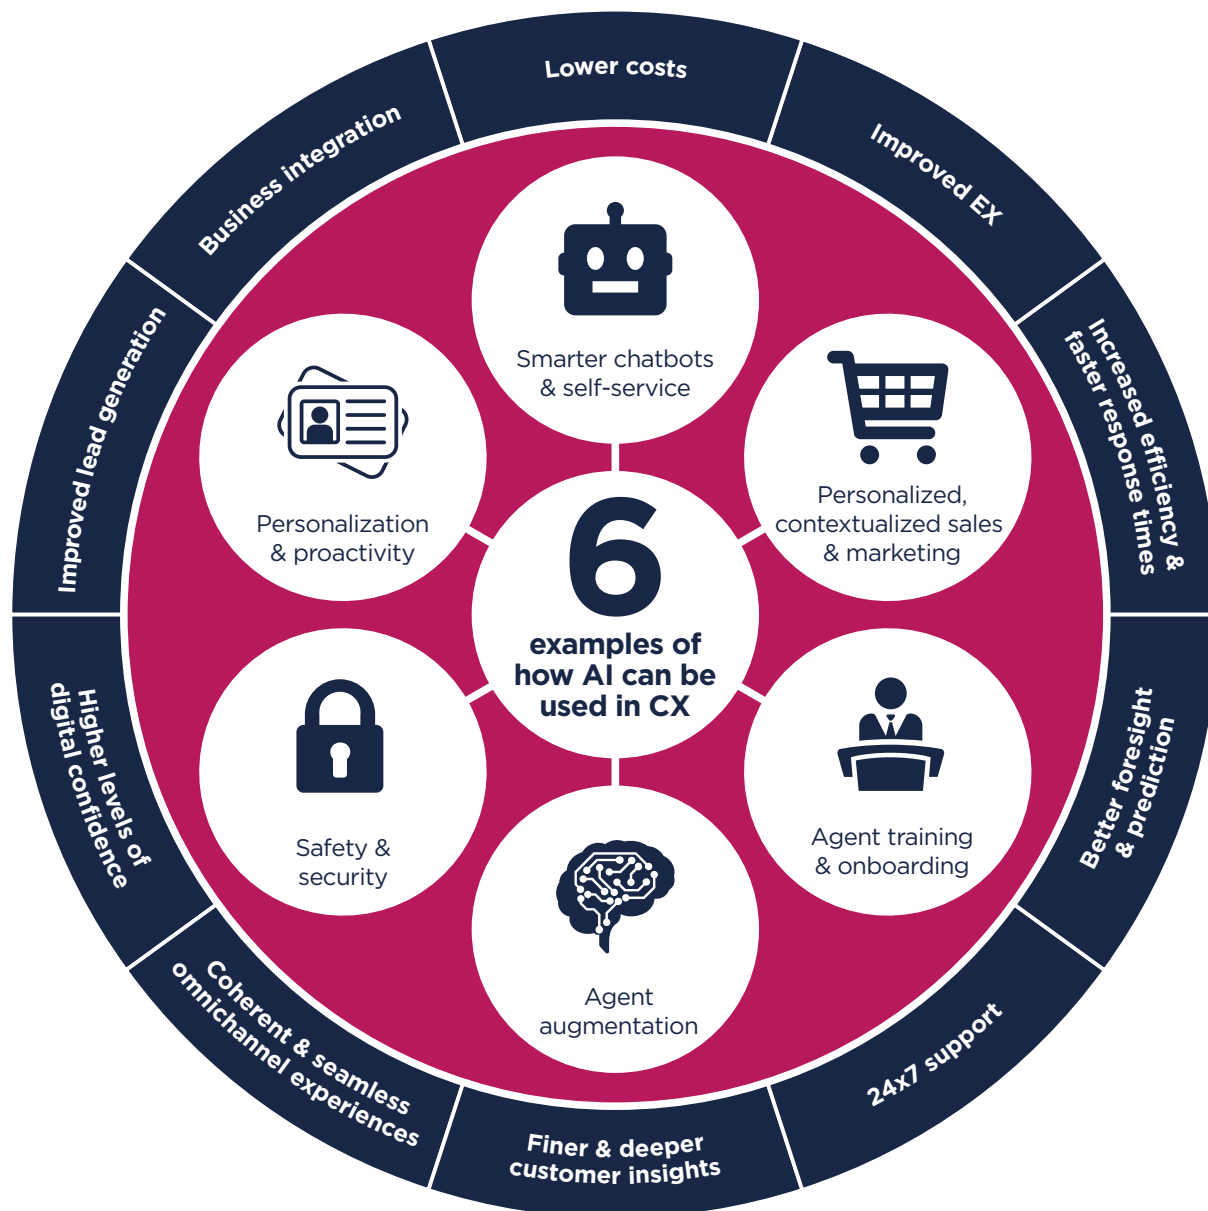 Lower costs
Improved EX
Increased efficiency &
faster response times
Better foresight
& prediction
24x7 support
Finer & deeper
customer insights
Coherent & seamless
omnichannel experiences
Higher levels of
digital confidence
Improved lead generation
Business integration
Smarter chatbots
& self-service
Personalized,
contextualized sales
& marketing
Agent training
& onboarding
Agent
augmentation
Safety &
security
Personalization
& proactivity
6
examples of
how AI can be
used in CX